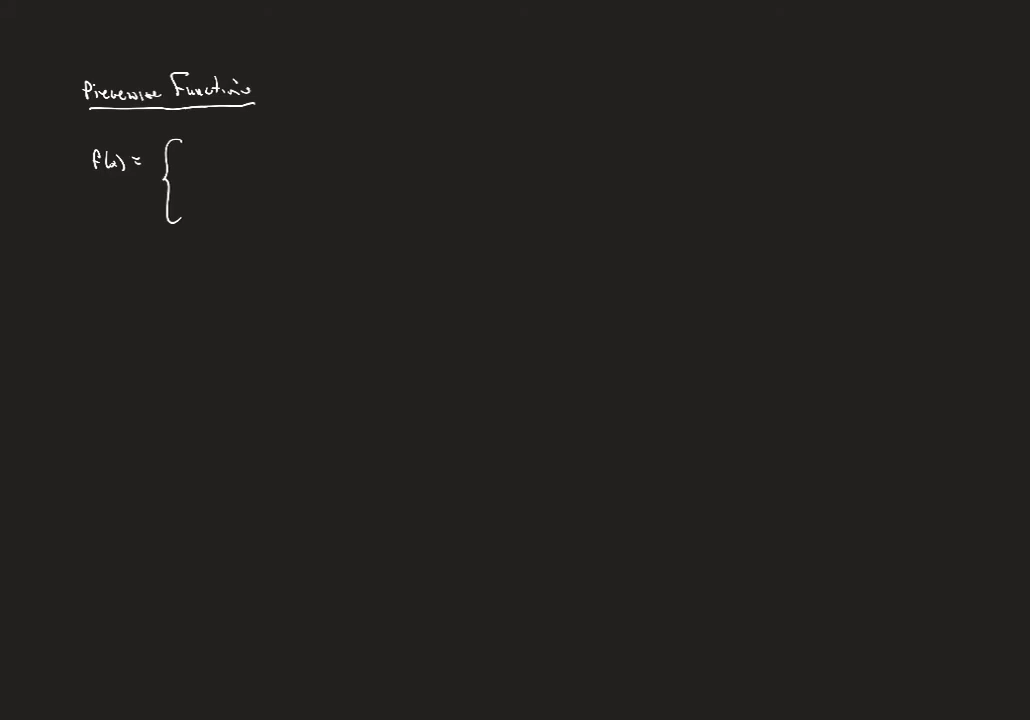 Piecewise Functions
f(x) = {